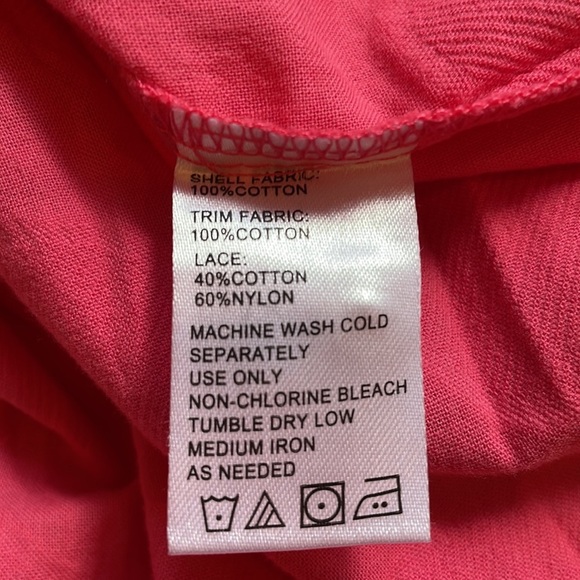 SHELL FABRIC:
100%COTTON
TRIM FABRIC:
100%COTTON
LACE:
40%COTTON
60%NYLON
MACHINE WASH COLD
SEPARATELY
USE ONLY
NON-CHLORINE BLEACH
TUMBLE DRY LOW
MEDIUM IRON
AS NEEDED